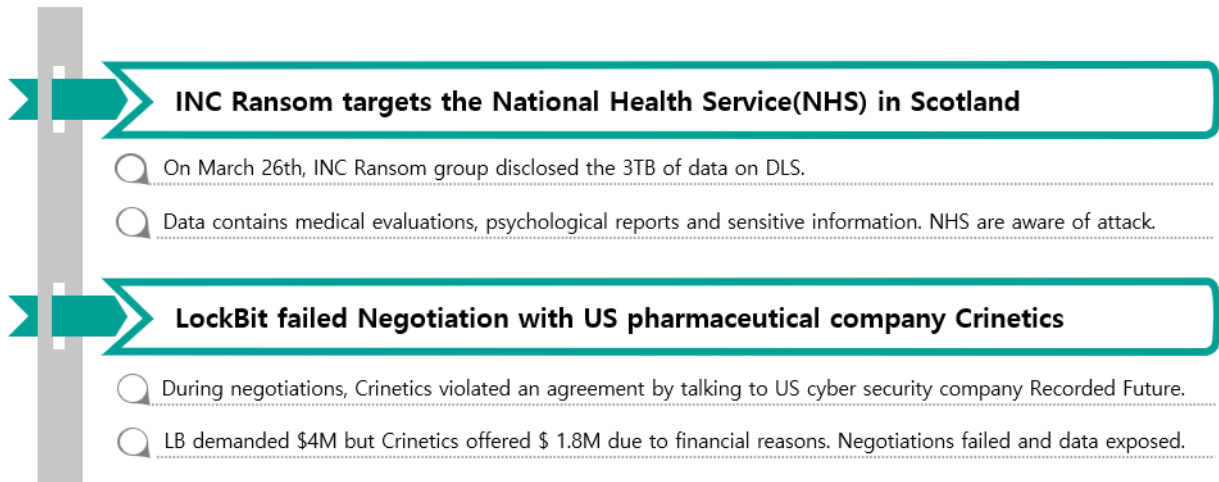 INC Ransom targets the National Health Service(NHS) in Scotland
On March 26th, INC Ransom group disclosed the 3TB of data on DLS.
Data contains medical evaluations, psychological reports and sensitive information. NHS are aware of attack.
LockBit failed Negotiation with US pharmaceutical company Crinetics
During negotiations, Crinetics violated an agreement by talking to US cyber security company Recorded Future.
LB demanded $4M but Crinetics offered $ 1.8M due to financial reasons. Negotiations failed and data exposed.